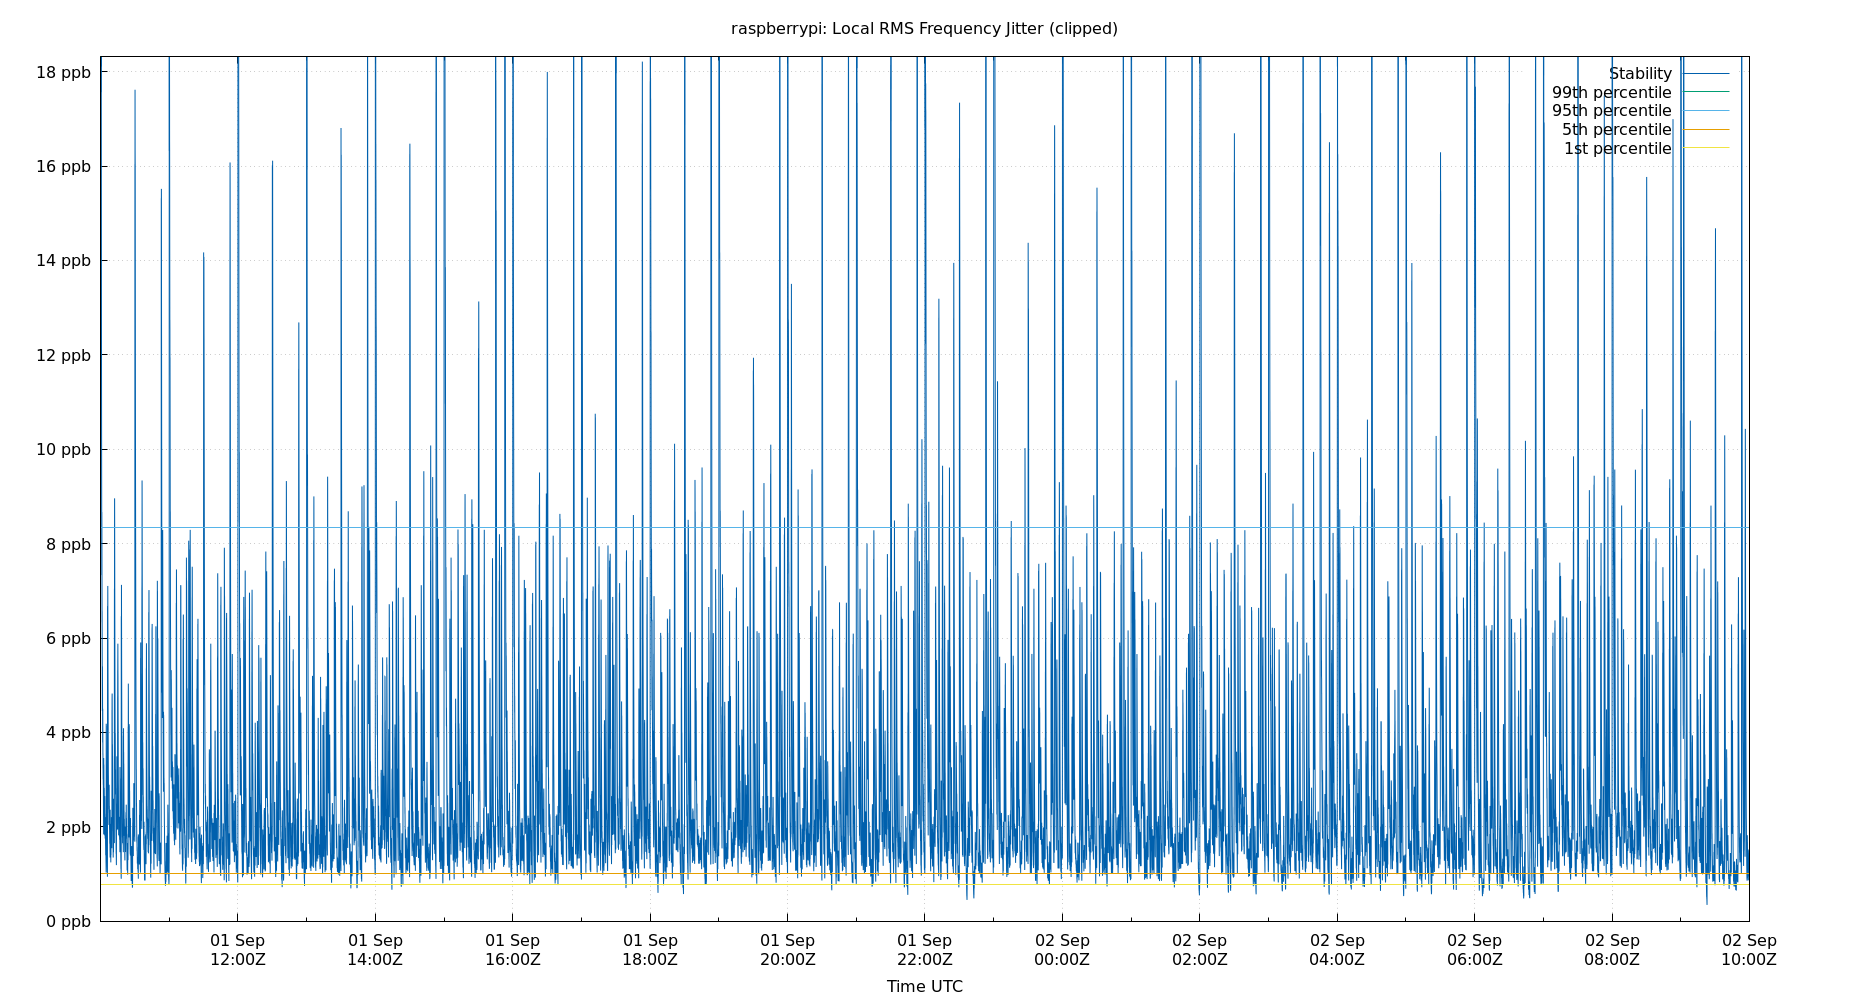 raspberrypi: Local RMS Frequency Jitter (clipped)
18 ppb
16 ppb
14 ppb
12 ppb
10 ppb
8 ppb
6 ppb
4 ppb
2 ppb
0 ppb
Stability
99th percentile
95th percentile
5th percentile
1st percentile
01 Sep 01 Sep 01 Sep 01 Sep 01 Sep 01 Sep 02 Sep 02 Sep 02 Sep 02 Sep 02 Sep 02 Sep
12:00Z 14:00Z 16:00Z 18:00Z 20:00Z 22:00Z 00:00Z 02:00Z 04:00Z 06:00Z 08:00Z 10:00Z
Time UTC